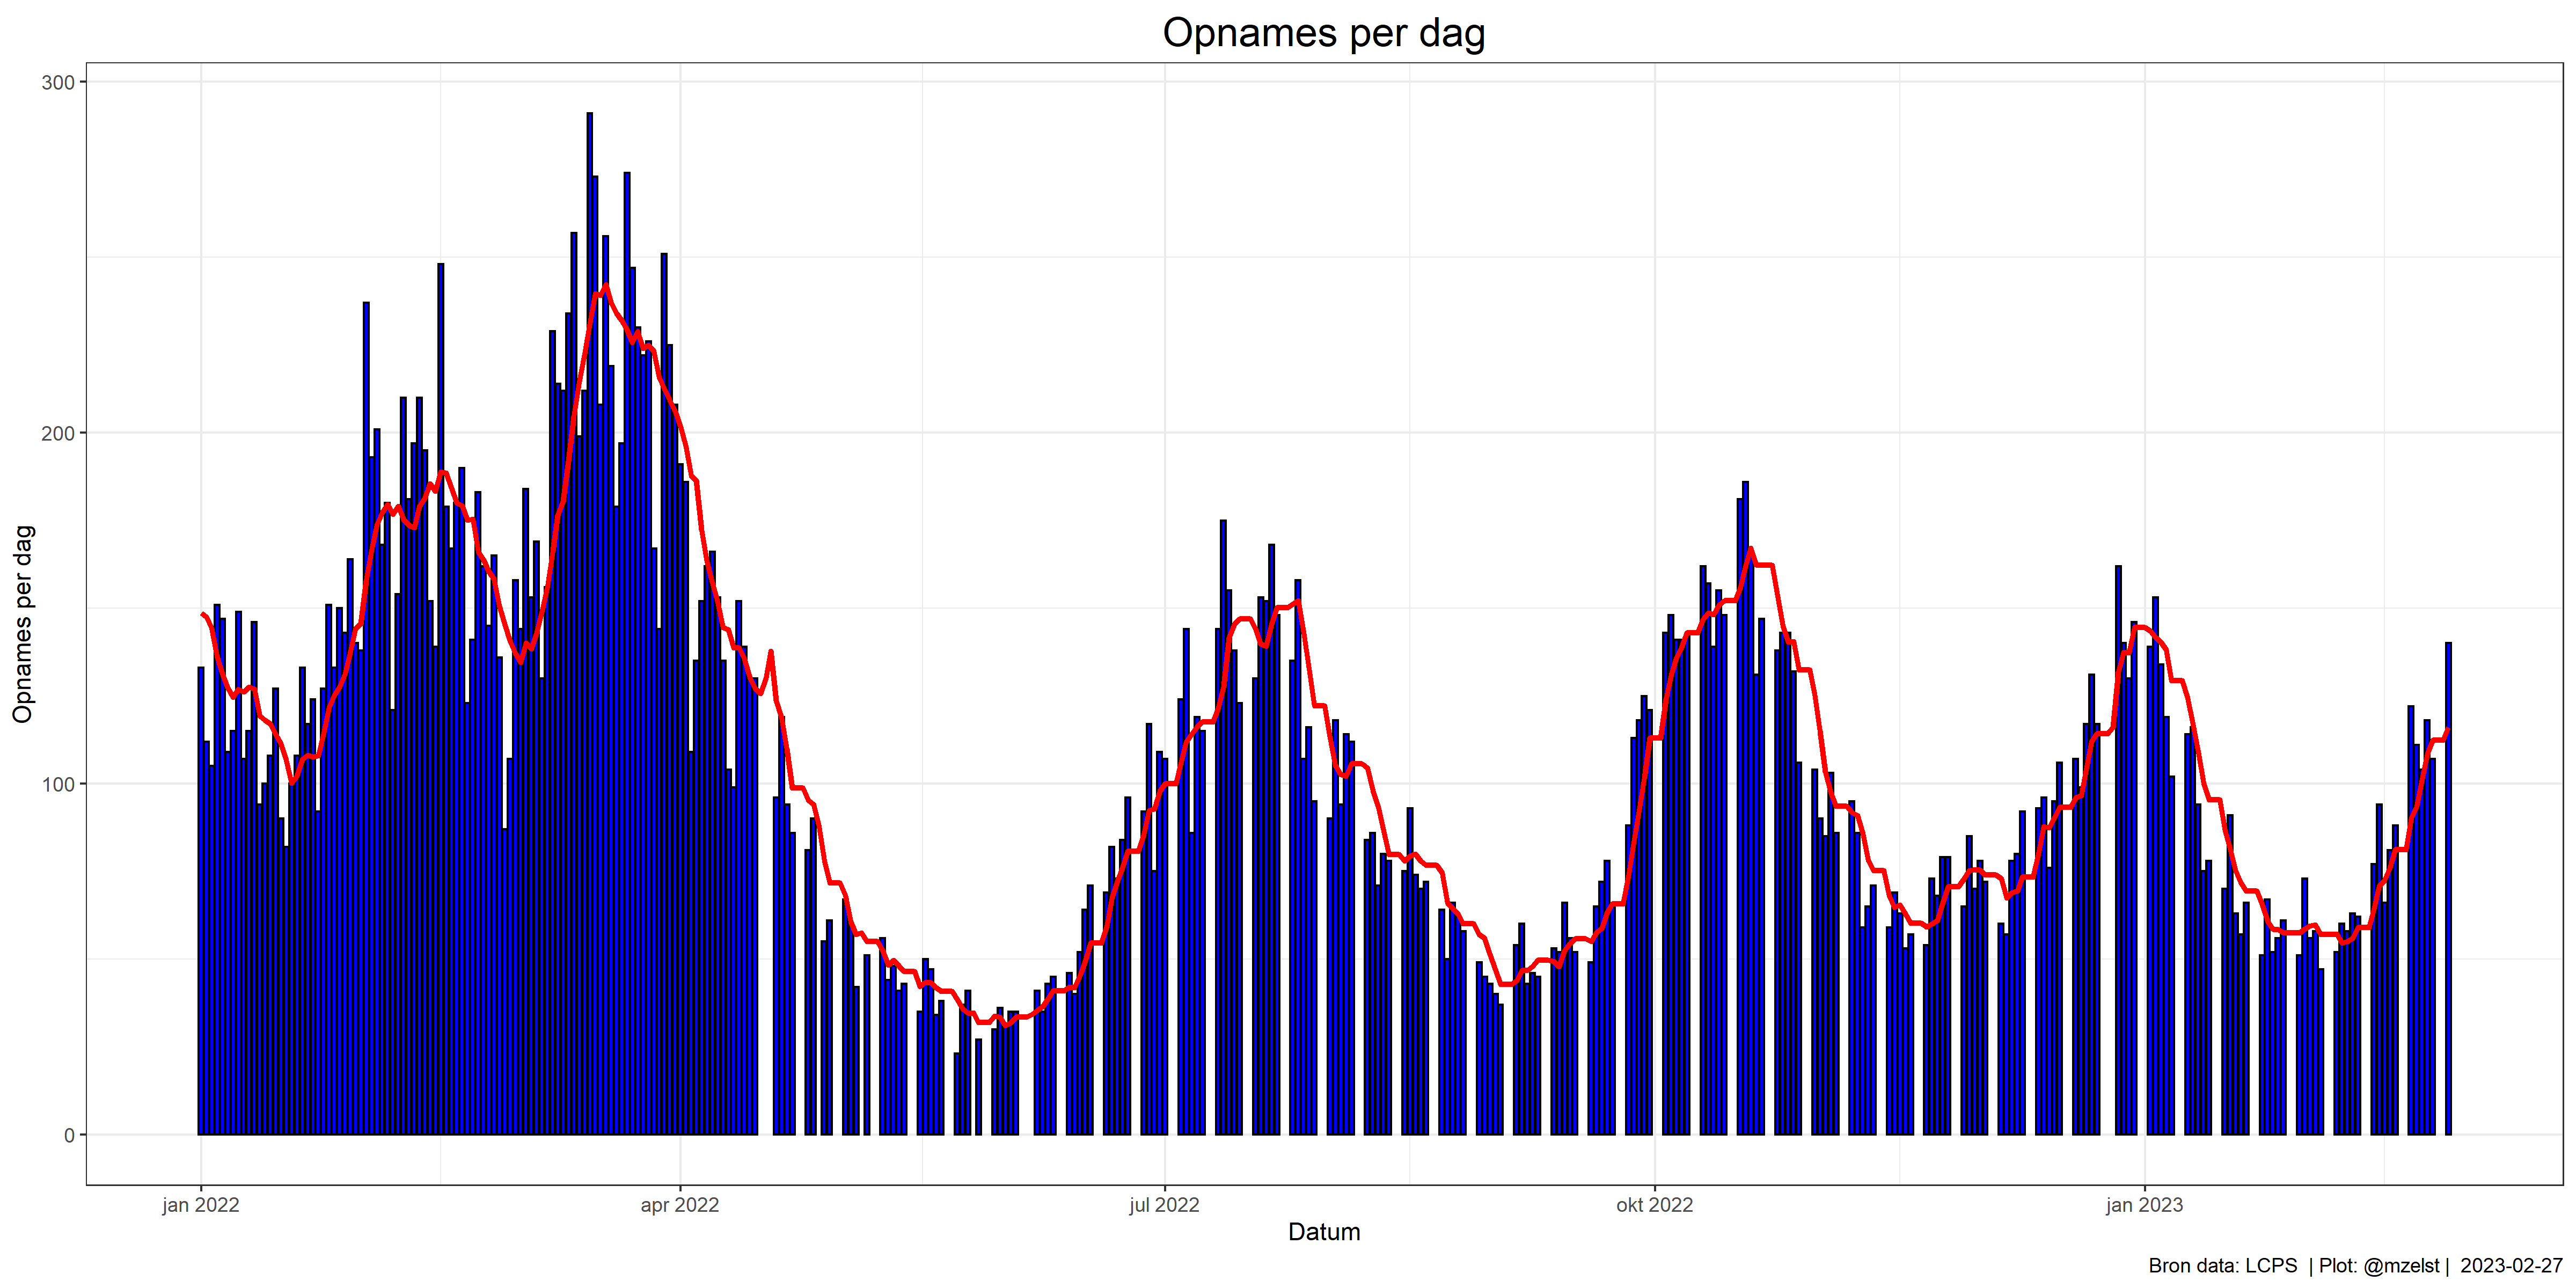 Opnames per dag
300
200
100
0
Opnames per dag
jan 2022
apr 2022
jul 2022
okt 2022
jan 2023
Datum
Bron data: LCPS | Plot: @mzelst | 2023-02-27